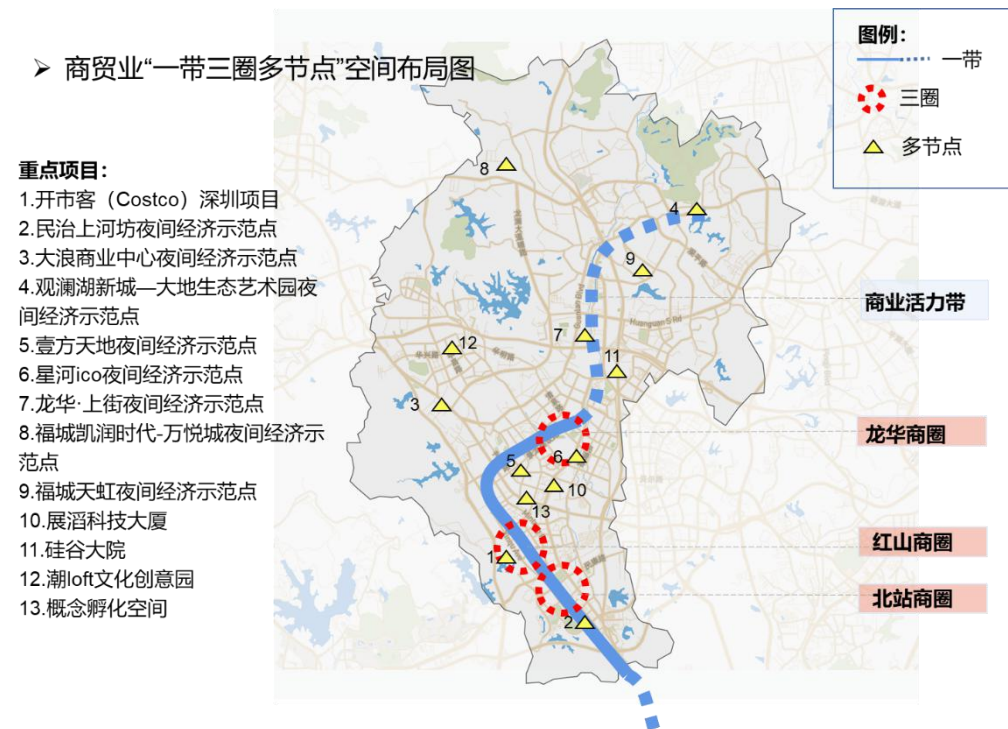 ➢ 商贸业“一带三圈多节点”空间布局图
图例：
一带
三圈
多节点
重点项目：
1.开市客（Costco）深圳项目
2.民治上河坊夜间经济示范点
3.大浪商业中心夜间经济示范点
4.观澜湖新城—大地生态艺术园夜
间经济示范点
5.壹方天地夜间经济示范点
6.星河ico夜间经济示范点
7.龙华·上街夜间经济示范点
8.福城凯润时代-万悦城夜间经济示
范点
9.福城天虹夜间经济示范点
10.展滔科技大厦
11.硅谷大院
12.潮loft文化创意园
13.概念孵化空间
8
4
9
7
11
12
3
6
5
10
13
1
2
Huanguan S Rd
商业活力带
龙华商圈
红山商圈
北站商圈